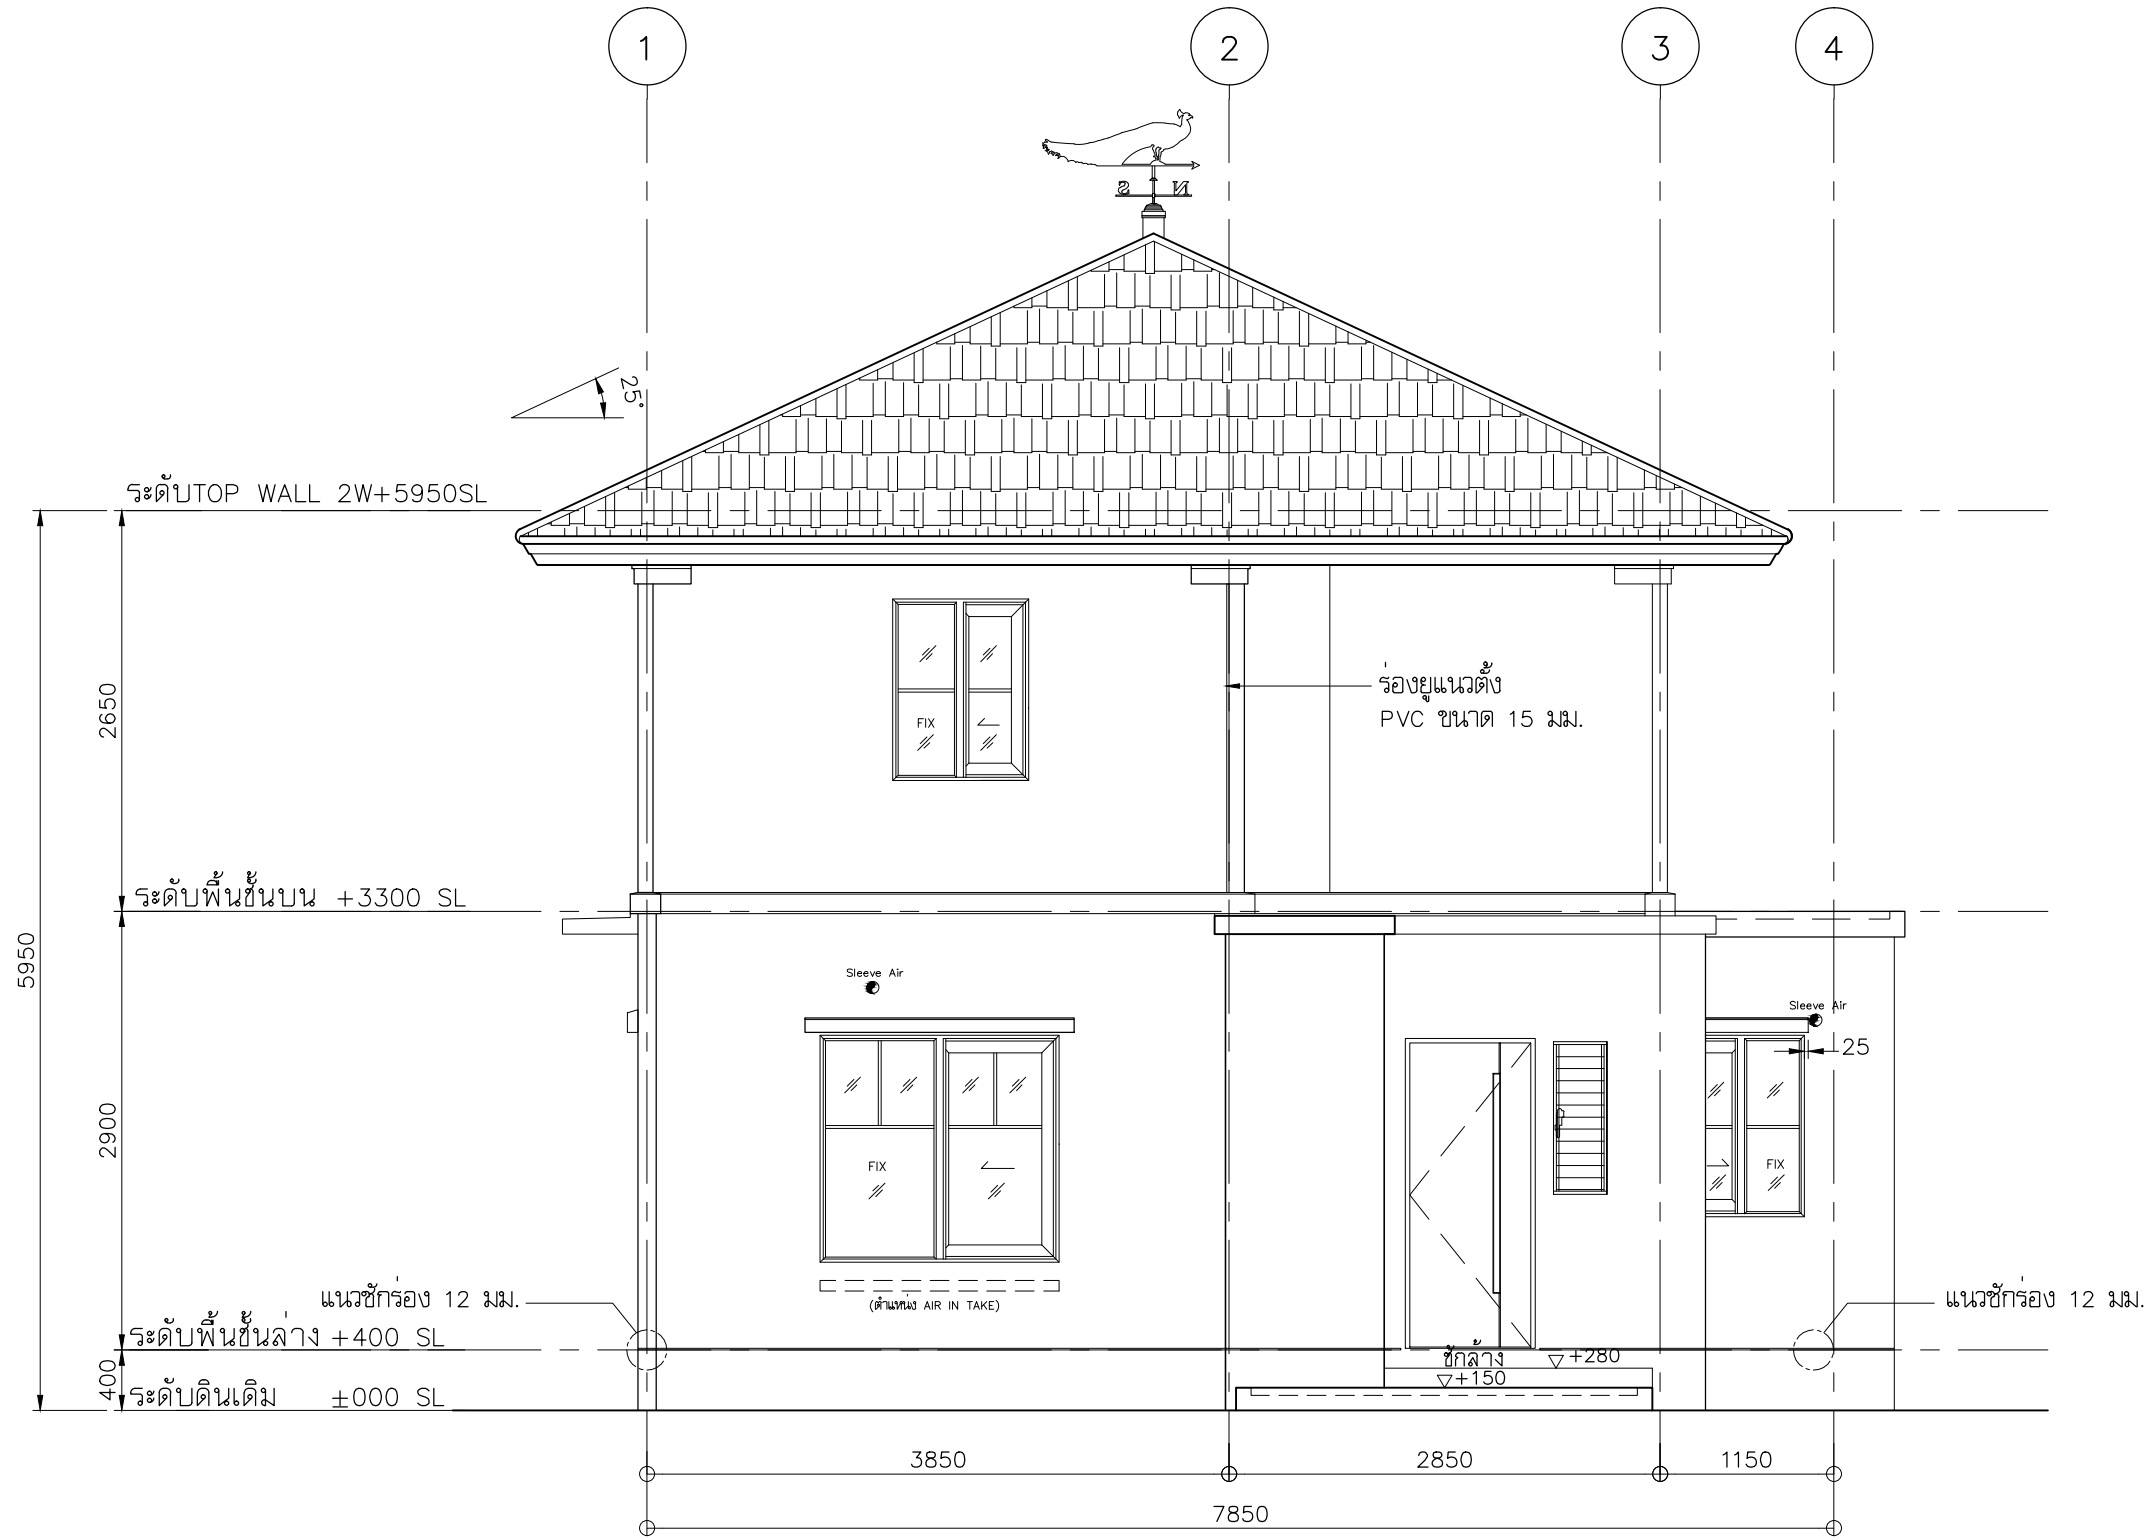 1
2
3
4
S N
25°
ระดับTOP WALL 2W+5950SL
2650
ร่องยูแนวตั้ง
PVC ขนาด 15 มม.
FIX
ระดับพื้นชั้นบน +3300 SL
5950
Sleeve Air
Sleeve Air
25
2900
FIX
FIX
(ตำแหน่ง AIR IN TAKE)
แนวชักร่อง 12 มม.
แนวชักร่อง 12 มม.
ระดับพื้นชั้นล่าง +400 SL
ซักล้าง
+280
+150
400
ระดับดินเดิม ±000 SL
3850
2850
1150
7850